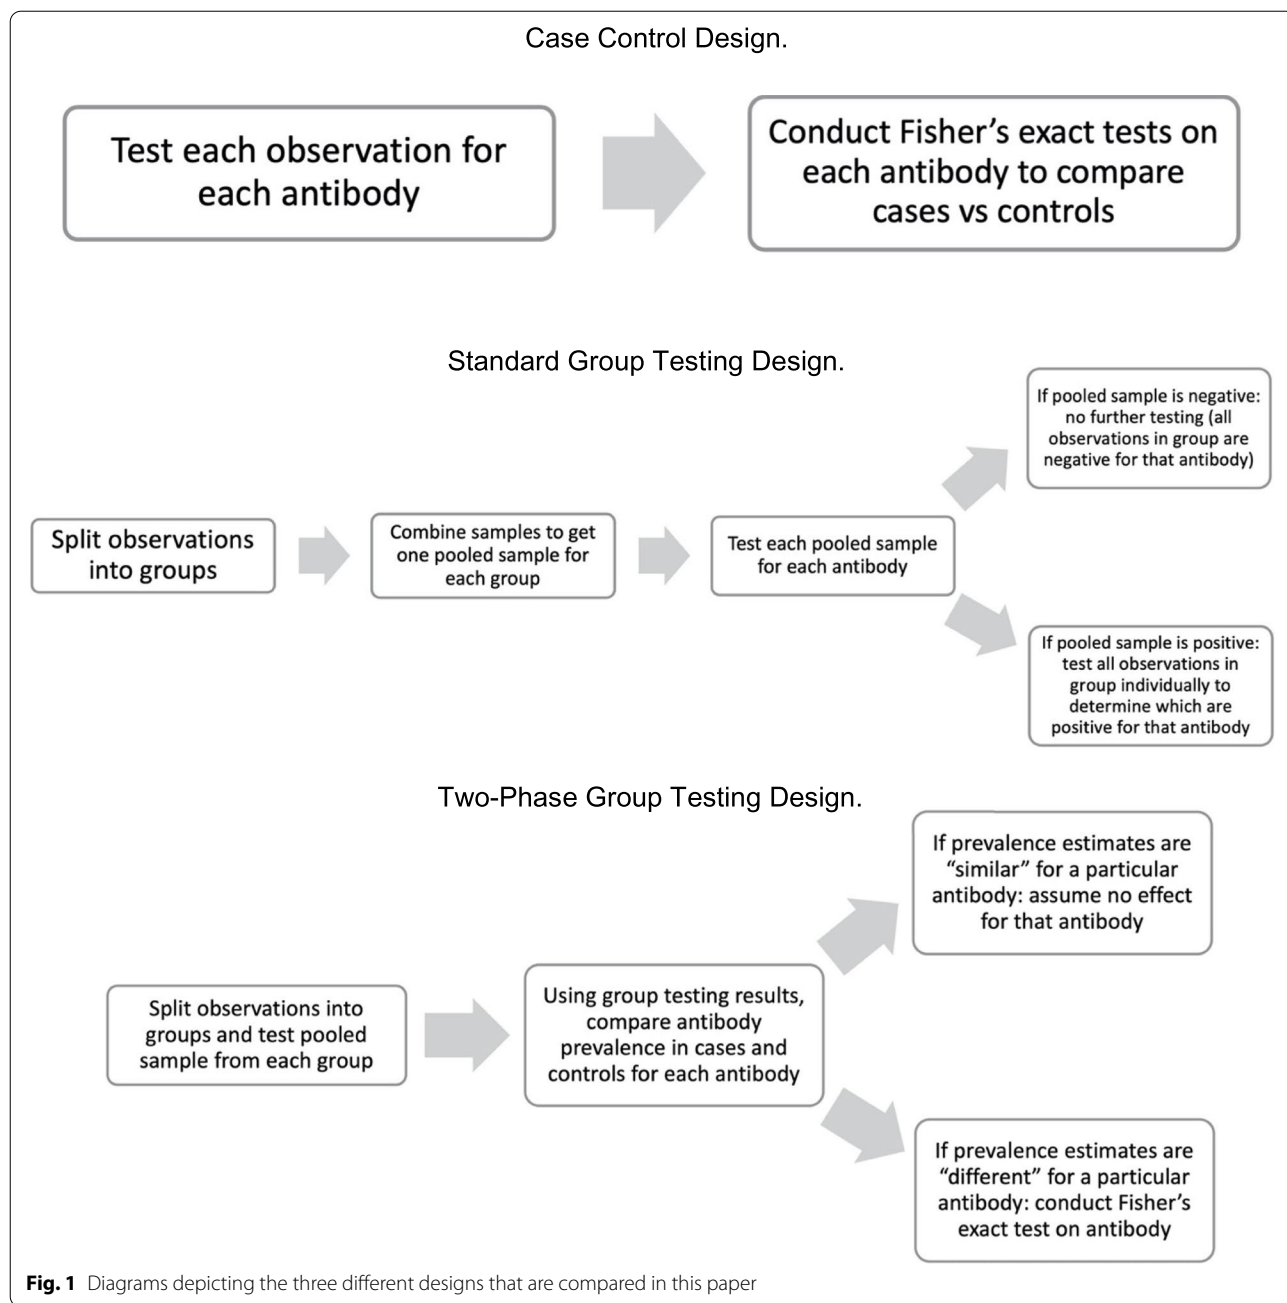 Case Control Design.
Test each observation for
each antibody
Conduct Fisher’s exact tests on
each antibody to compare
cases vs controls
Standard Group Testing Design.
Split observations
into groups
Combine samples to get
one pooled sample for
each group
Test each pooled sample
for each antibody
If pooled sample is negative:
no further testing (all
observations in group are
negative for that antibody)
If pooled sample is positive:
test all observations in
group individually to
determine which are
positive for that antibody
Two-Phase Group Testing Design.
Split observations into
groups and test pooled
sample from each group
Using group testing results,
compare antibody
prevalence in cases and
controls for each antibody
If prevalence estimates are
“similar” for a particular
antibody: assume no effect
for that antibody
If prevalence estimates are
“different” for a particular
antibody: conduct Fisher’s
exact test on antibody
Fig. 1 Diagrams depicting the three different designs that are compared in this paper